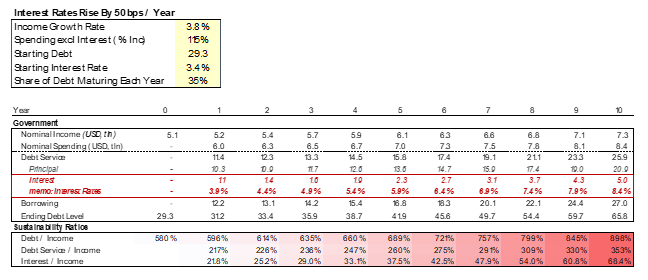 Interest Rates Rise By 50bps / Year
Income Growth Rate 3.8%
Spending excl Interest (% Inc) 115%
Starting Debt 29.3
Starting Interest Rate 3.4%
Share of Debt Maturing Each Year 35%
Year 0 1 2 3 4 5 6 7 8 9 10
Government
Nominal Income (USD, tln) 5.1 5.2 5.4 5.7 5.9 6.1 6.3 6.6 6.8 7.1 7.3
Nominal Spending (USD, tln) - 6.0 6.3 6.5 6.7 7.0 7.3 7.5 7.8 8.1 8.4
Debt Service - 11.4 12.3 13.3 14.5 15.8 17.4 19.1 21.1 23.3 25.9
Principal - 10.3 10.9 11.7 12.6 13.6 14.7 15.9 17.4 19.0 20.9
Interest - 1.1 1.4 1.6 1.9 2.3 2.7 3.1 3.7 4.3 5.0
memo: Interest Rates - 3.9% 4.4% 4.9% 5.4% 5.9% 6.4% 6.9% 7.4% 7.9% 8.4%
Borrowing 12.2 13.1 14.2 15.4 16.8 18.3 20.1 22.1 24.4 27.0
Ending Debt Level 29.3 31.2 33.4 35.9 38.7 41.9 45.6 49.7 54.4 59.7 65.8
Sustainability Ratios
Debt / Income 580% 596% 614% 635% 660% 689% 721% 757% 799% 845% 898%
Debt Service / Income 217% 226% 236% 247% 260% 275% 291% 309% 330% 353%
Interest / Income 21.8% 25.2% 29.0% 33.1% 37.5% 42.5% 47.9% 54.0% 60.8% 68.4%